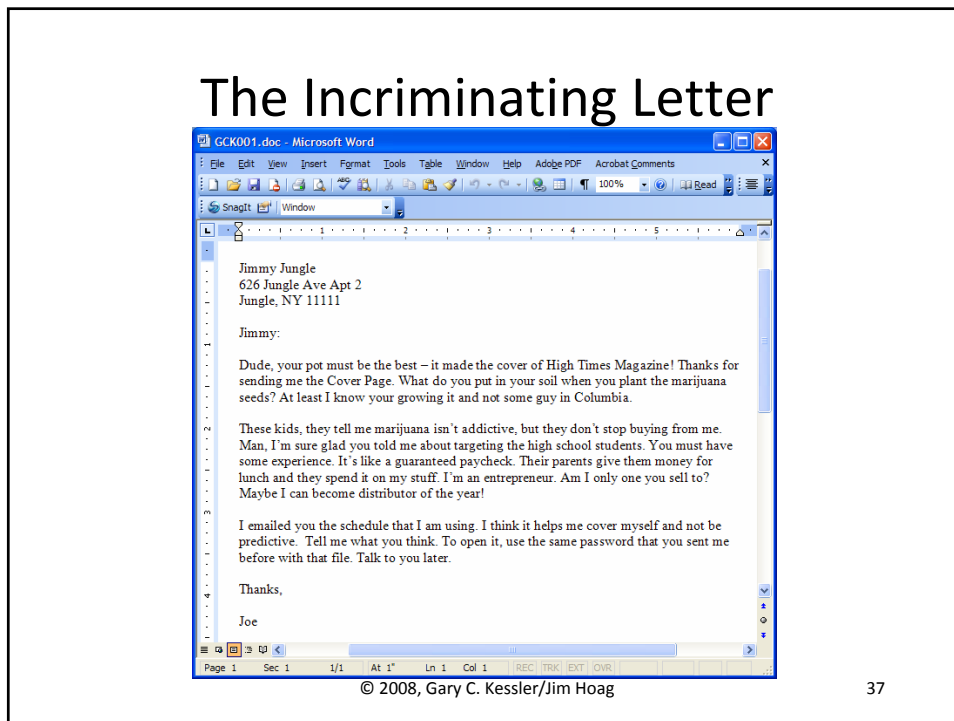 The Incriminating Letter
GCK001.doc - Microsoft Word
File Edit View Insert Format Tools Table Window Help Adobe PDF Acrobat Comments
100% Read
SnagIt Window
1 2 3 4 5
Jimmy Jungle
626 Jungle Ave Apt 2
Jungle, NY 11111
Jimmy:
Dude, your pot must be the best – it made the cover of High Times Magazine! Thanks for
sending me the Cover Page. What do you put in your soil when you plant the marijuana
seeds? At least I know your growing it and not some guy in Columbia.
These kids, they tell me marijuana isn't addictive, but they don't stop buying from me.
Man, I'm sure glad you told me about targeting the high school students. You must have
some experience. It's like a guaranteed paycheck. Their parents give them money for
lunch and they spend it on my stuff. I'm an entrepreneur. Am I only one you sell to?
Maybe I can become distributor of the year!
I emailed you the schedule that I am using. I think it helps me cover myself and not be
predictive.  Tell me what you think. To open it, use the same password that you sent me
before with that file. Talk to you later.
Thanks,
Joe
Page 1 Sec 1 1/1 At 1" Ln 1 Col 1 REC TRK EXT OVR
© 2008, Gary C. Kessler/Jim Hoag 37